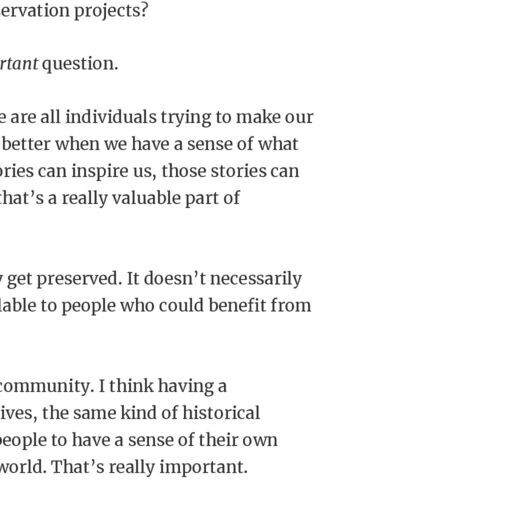 servation projects?
rtant question.
e are all individuals trying to make our
better when we have a sense of what
ories can inspire us, those stories can
that’s a really valuable part of
y get preserved. It doesn’t necessarily
lable to people who could benefit from
community. I think having a
ives, the same kind of historical
people to have a sense of their own
world. That’s really important.